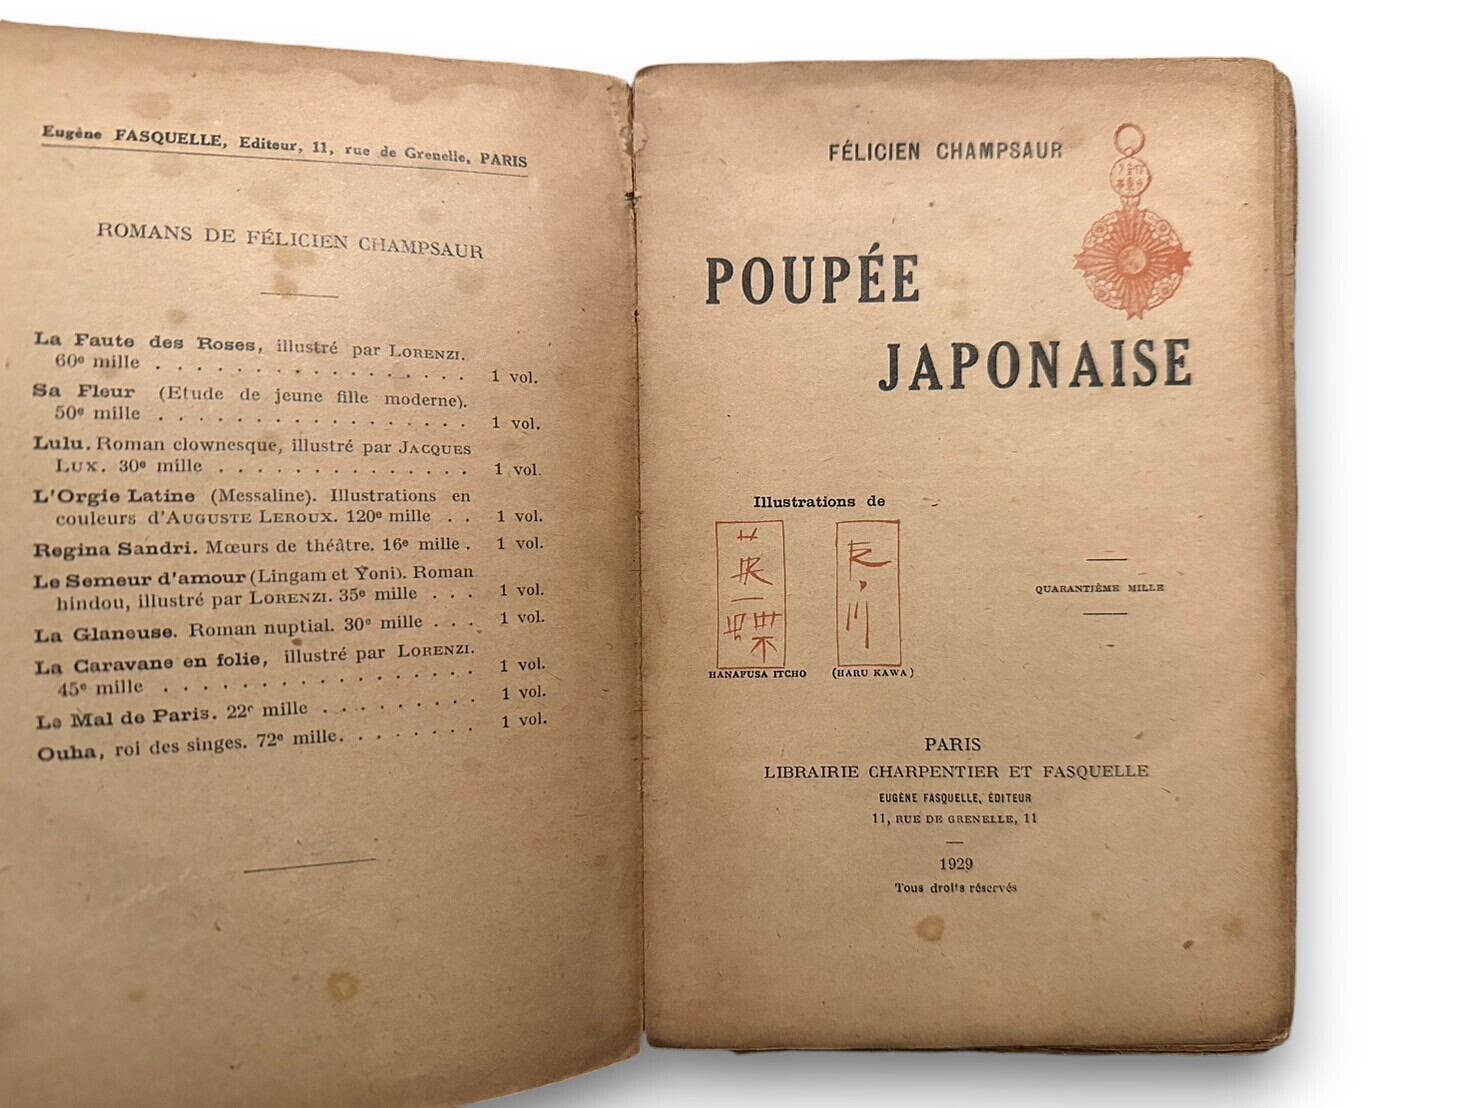 Eugène FASQUELLE, Editeur, 11, rue de Grenelle, PARIS
ROMANS DE FÉLICIEN CHAMPSAUR
La Faute des Roses, illustré par LORENZI.
60e mille . . . . . . . . . . . . . . . . . 1 vol.
Sa Fleur (Etude de jeune fille moderne).
50e mille . . . . . . . . . . . . . . . . . 1 vol.
Lulu. Roman clownesque, illustré par JACQUES
LUX. 30e mille . . . . . . . . . . . . . . 1 vol.
L'Orgie Latine (Messaline). Illustrations en
couleurs d'AUGUSTE LEROUX. 120e mille . . 1 vol.
Regina Sandri. Mœurs de théâtre. 16e mille . 1 vol.
Le Semeur d'amour (Lingam et Yoni). Roman
hindou, illustré par LORENZI. 35e mille . . . 1 vol.
La Glaneuse. Roman nuptial. 30e mille . . . 1 vol.
La Caravane en folie, illustré par LORENZI.
45e mille . . . . . . . . . . . . . . . . . 1 vol.
Le Mal de Paris. 22e mille . . . . . . . . . 1 vol.
Ouha, roi des singes. 72e mille. . . . . . . . 1 vol.
FÉLICIEN CHAMPSAUR
POUPÉE
JAPONAISE
Illustrations de
英一蝶
HANAFUSA ITCHO (HARU KAWA)
QUARANTIÈME MILLE
PARIS
LIBRAIRIE CHARPENTIER ET FASQUELLE
EUGÈNE FASQUELLE, ÉDITEUR
11, RUE DE GRENELLE, 11
1929
Tous droits réservés